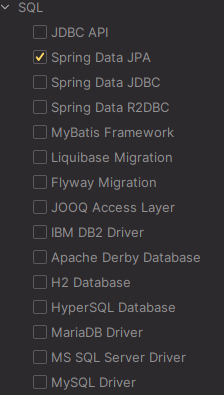 SQL
JDBC API
Spring Data JPA
Spring Data JDBC
Spring Data R2DBC
MyBatis Framework
Liquibase Migration
Flyway Migration
JOOQ Access Layer
IBM DB2 Driver
Apache Derby Database
H2 Database
HyperSQL Database
MariaDB Driver
MS SQL Server Driver
MySQL Driver